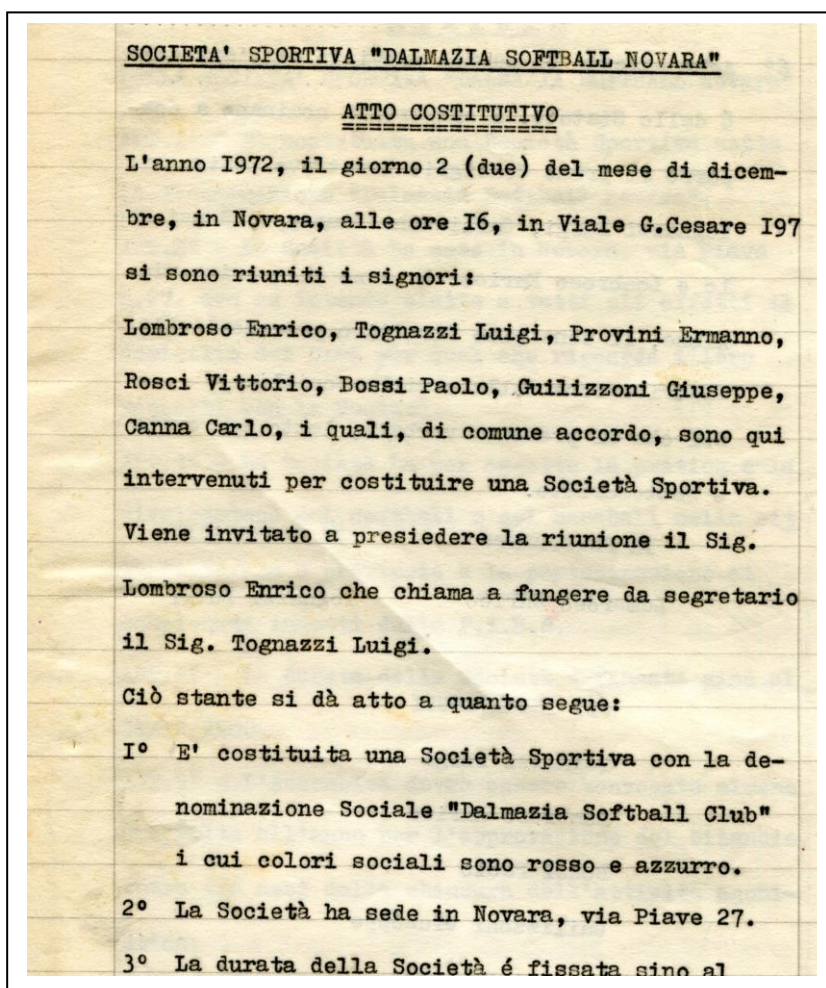 SOCIETA' SPORTIVA "DALMAZIA SOFTBALL NOVARA"
ATTO COSTITUTIVO
L'anno I972, il giorno 2 (due) del mese di dicem-
bre, in Novara, alle ore I6, in Viale G.Cesare I97
si sono riuniti i signori:
Lombroso Enrico, Tognazzi Luigi, Provini Ermanno,
Rosci Vittorio, Bossi Paolo, Guilizzoni Giuseppe,
Canna Carlo, i quali, di comune accordo, sono qui
intervenuti per costituire una Società Sportiva.
Viene invitato a presiedere la riunione il Sig.
Lombroso Enrico che chiama a fungere da segretario
il Sig. Tognazzi Luigi.
Ciò stante si dà atto a quanto segue:
I° E' costituita una Società Sportiva con la de-
nominazione Sociale "Dalmazia Softball Club"
i cui colori sociali sono rosso e azzurro.
2° La Società ha sede in Novara, via Piave 27.
3° La durata della Società é fissata sino al